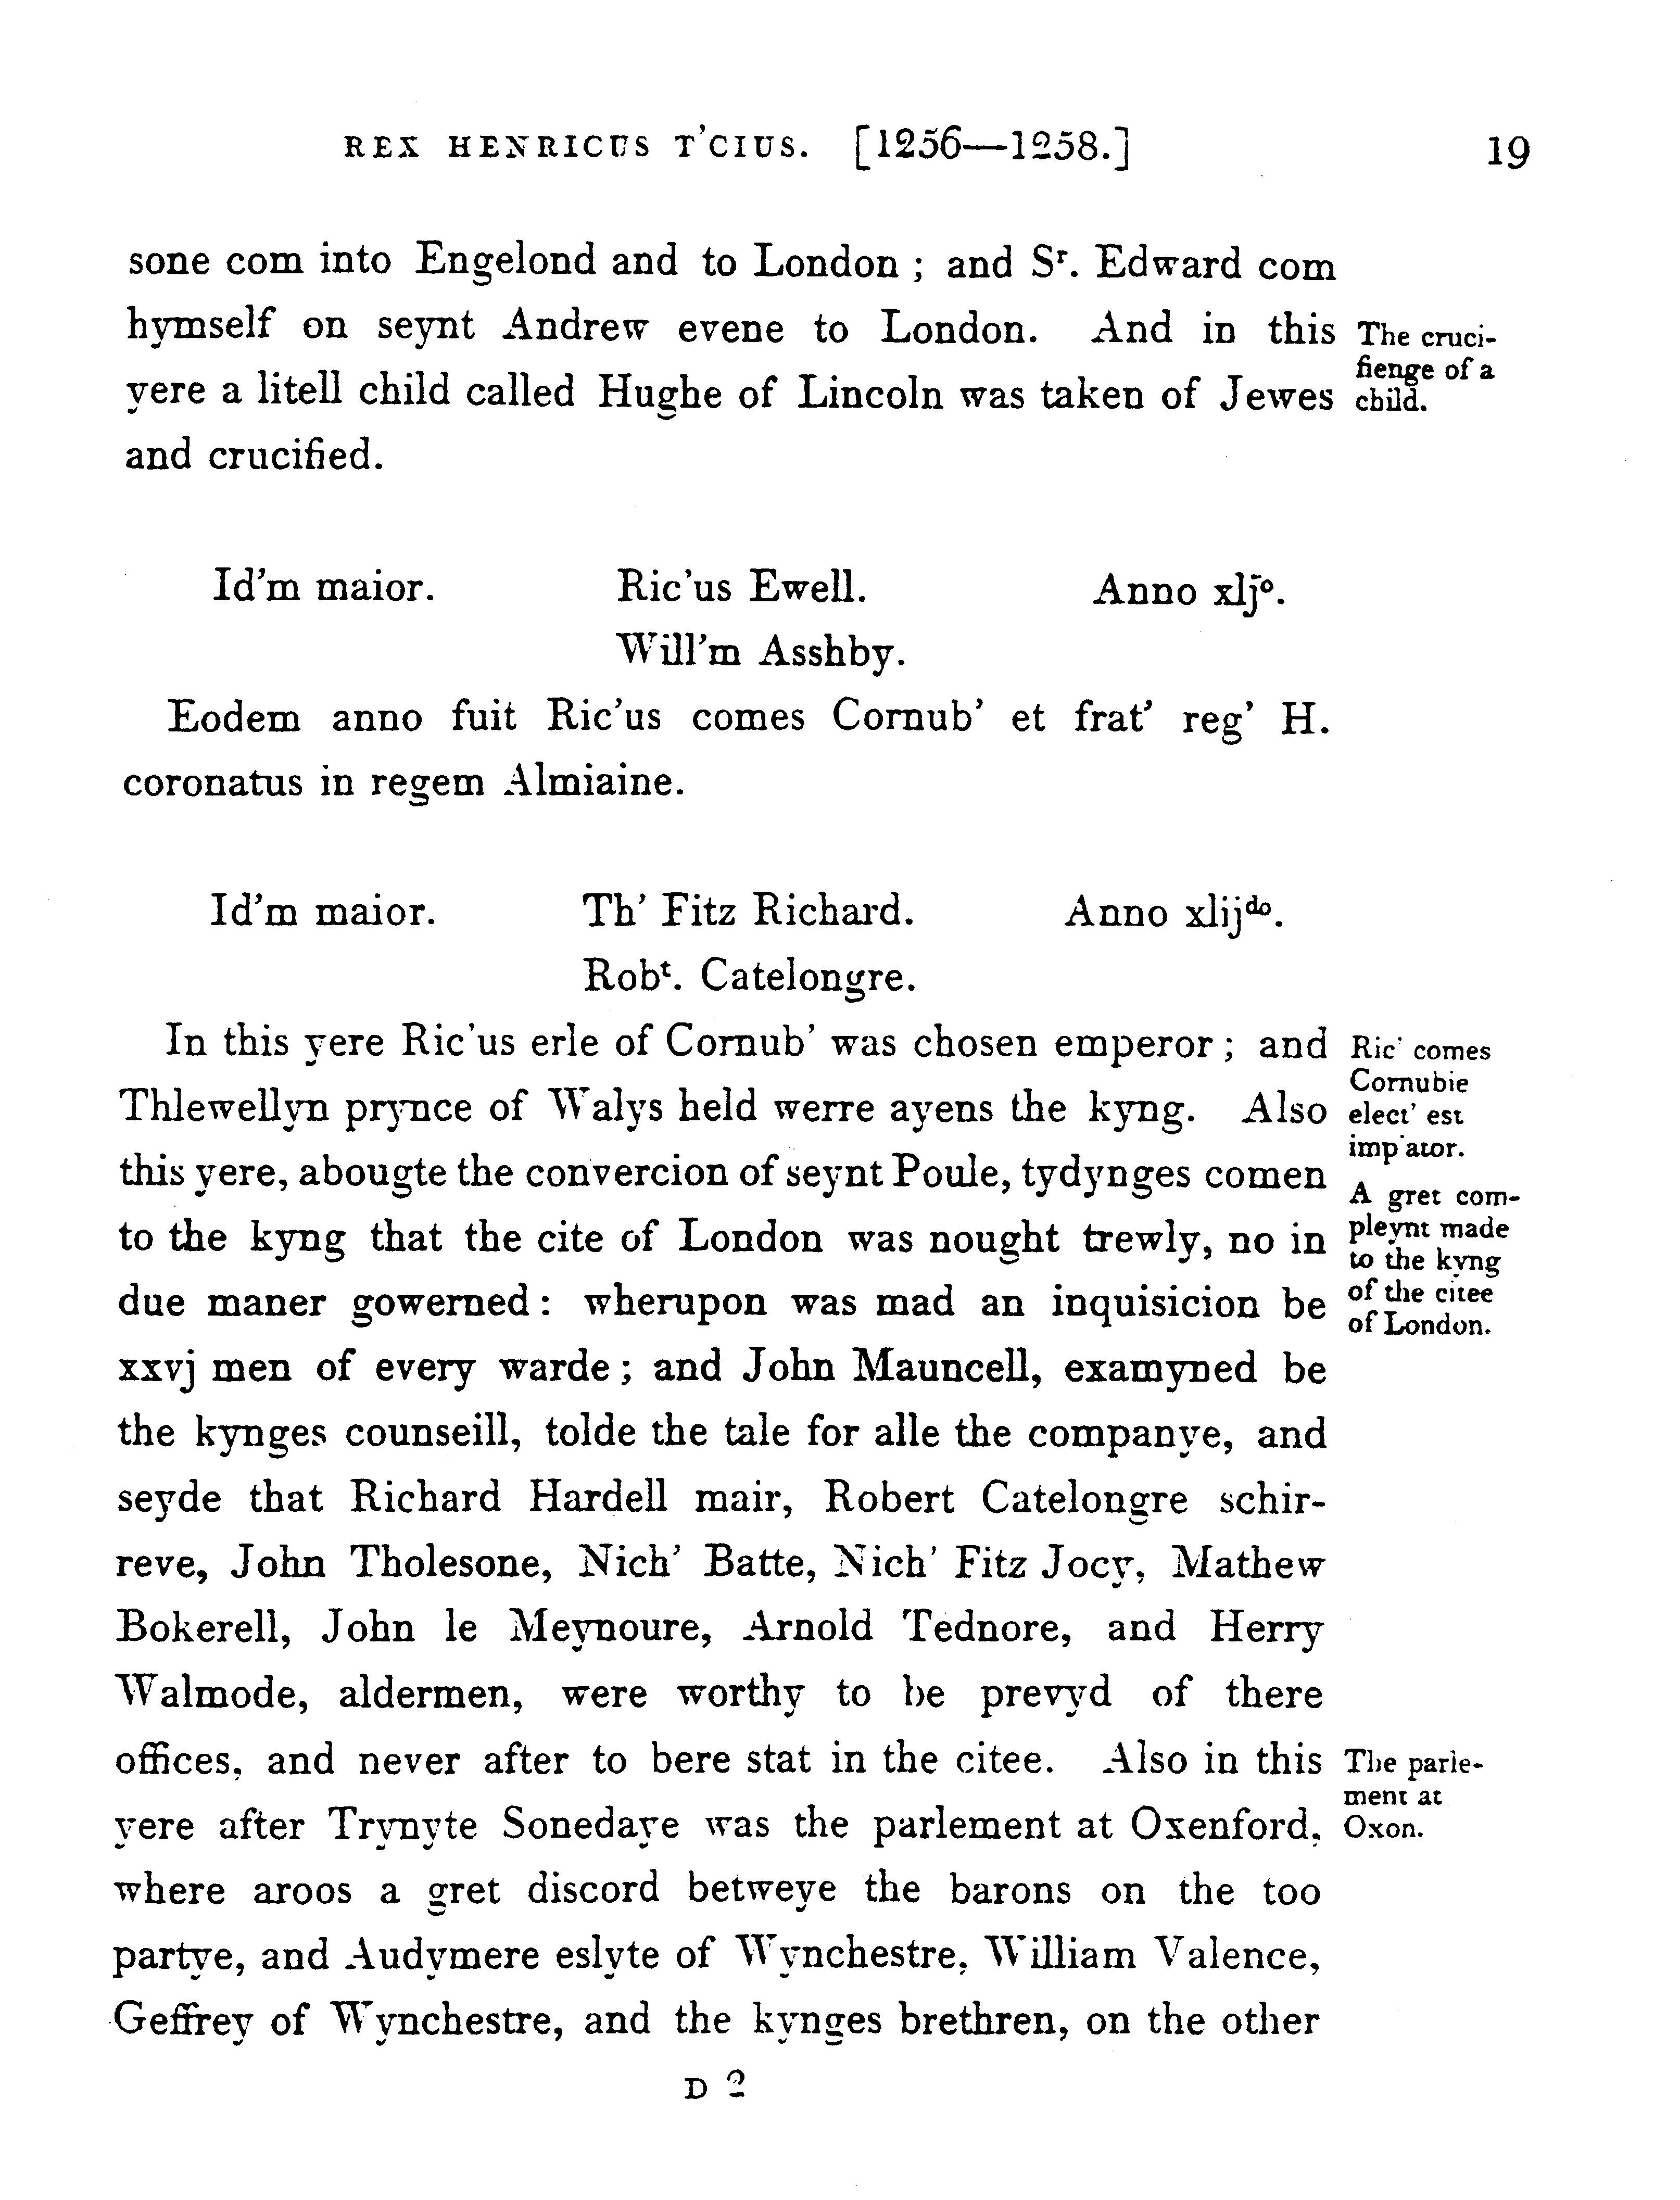 REX HENRICUS T'CIUS. [1256—1258.] 19
sone com into Engelond and to London ; and Sʳ. Edward com
hymself on seynt Andrew evene to London. And in this
yere a litell child called Hughe of Lincoln was taken of Jewes
and crucified.
The cruci-
fienge of a
child.
Id'm maior. Ric'us Ewell. Anno xljº.
Will'm Asshby.
Eodem anno fuit Ric'us comes Cornub' et frat' reg' H.
coronatus in regem Almiaine.
Id'm maior. Th' Fitz Richard. Anno xlijᵈᵒ.
Robᵗ. Catelongre.
In this yere Ric'us erle of Cornub' was chosen emperor ; and
Thlewellyn prynce of Walys held werre ayens the kyng. Also
this yere, abougte the convercion of seynt Poule, tydynges comen
to the kyng that the cite of London was nought trewly, no in
due maner gowerned : wherupon was mad an inquisicion be
xxvj men of every warde ; and John Mauncell, examyned be
the kynges counseill, tolde the tale for alle the companye, and
seyde that Richard Hardell mair, Robert Catelongre schir-
reve, John Tholesone, Nich' Batte, Nich' Fitz Jocy, Mathew
Bokerell, John le Meynoure, Arnold Tednore, and Herry
Walmode, aldermen, were worthy to be prevyd of there
offices, and never after to bere stat in the citee. Also in this
yere after Trynyte Sonedaye was the parlement at Oxenford,
where aroos a gret discord betweye the barons on the too
partye, and Audymere eslyte of Wynchestre, William Valence,
Geffrey of Wynchestre, and the kynges brethren, on the other
Ric' comes
Cornubie
elect' est
imp'ator.
A gret com-
pleynt made
to the kyng
of the citee
of London.
The parle-
ment at
Oxon.
D 2